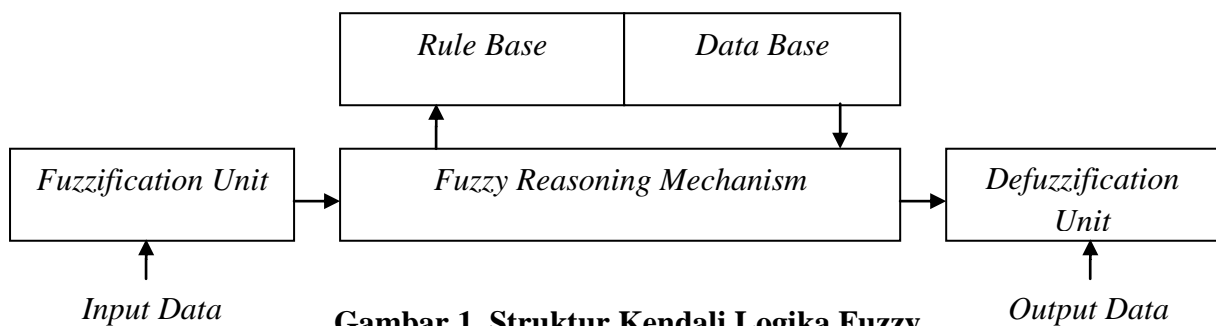 Rule Base
Data Base
Fuzzification Unit
Fuzzy Reasoning Mechanism
Defuzzification
Unit
Input Data
Output Data
Gambar 1. Struktur Kendali Logika Fuzzy